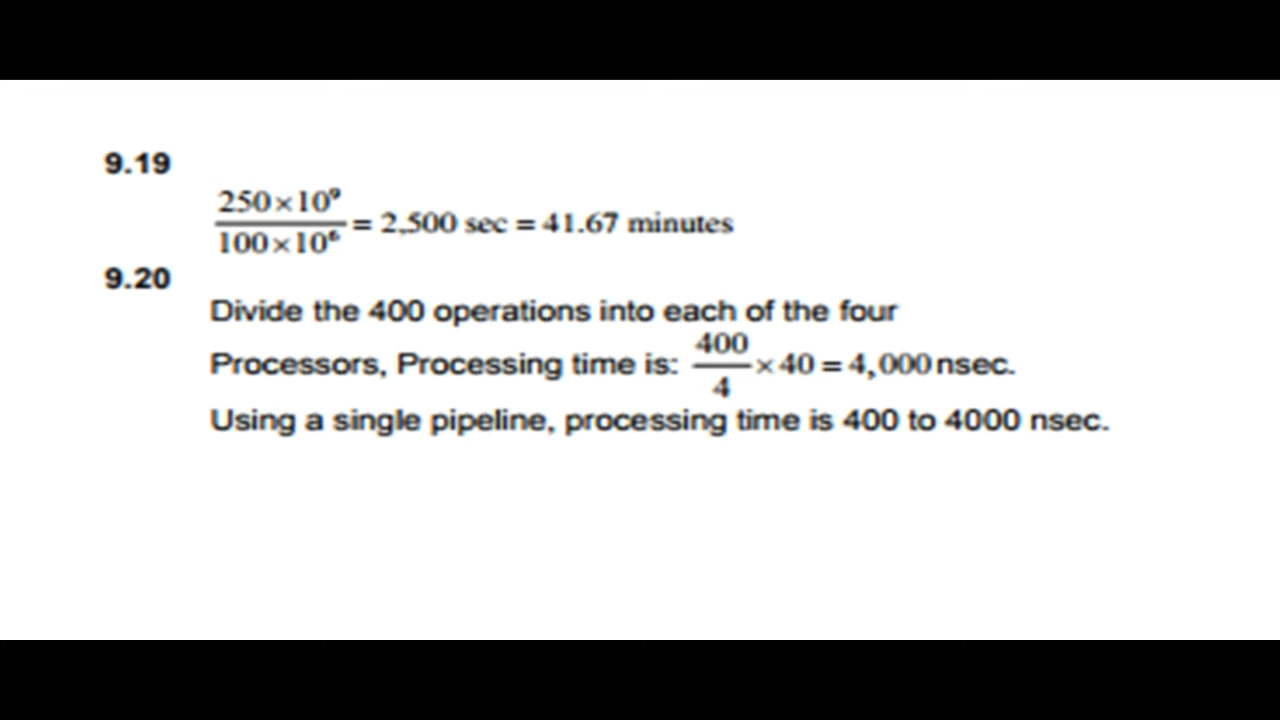 9.19
250×10⁹
———— = 2,500 sec = 41.67 minutes
100×10⁶
9.20
Divide the 400 operations into each of the four
Processors, Processing time is: 400/4 × 40 = 4,000 nsec.
Using a single pipeline, processing time is 400 to 4000 nsec.